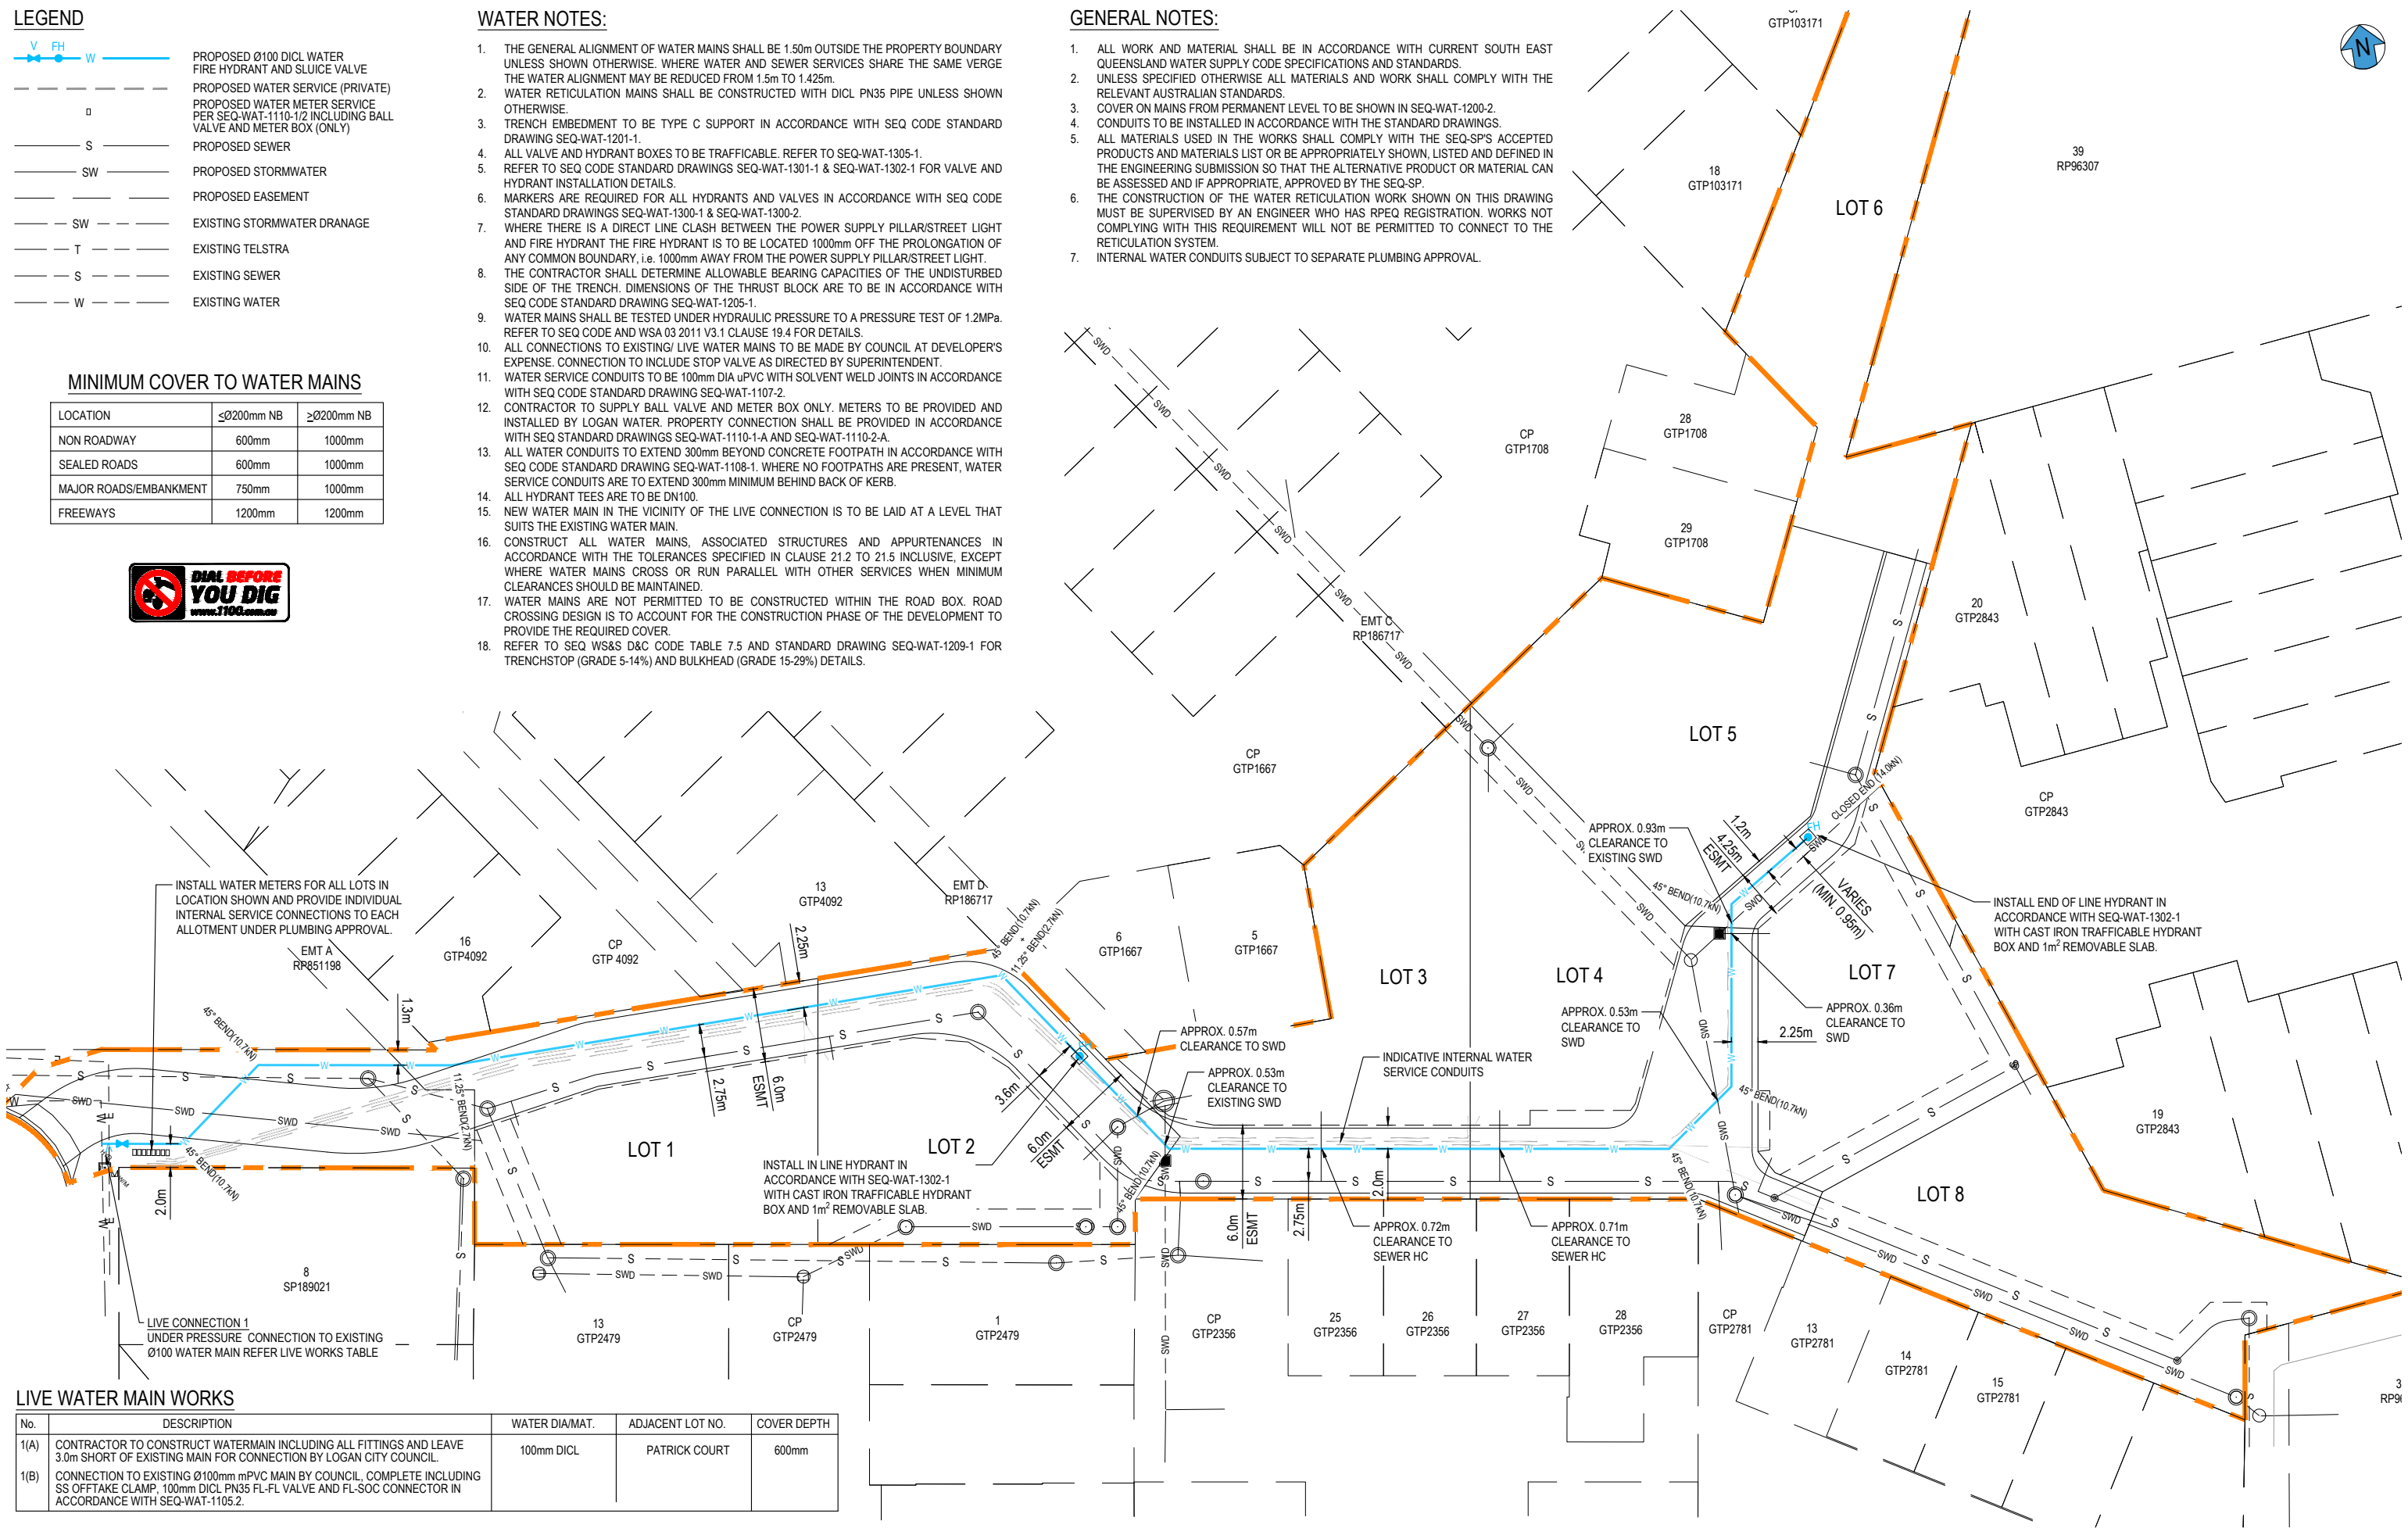 LEGEND
V FH
W
PROPOSED Ø100 DICL WATER
FIRE HYDRANT AND SLUICE VALVE
PROPOSED WATER SERVICE (PRIVATE)
PROPOSED WATER METER SERVICE
PER SEQ-WAT-1110-1/2 INCLUDING BALL
VALVE AND METER BOX (ONLY)
S PROPOSED SEWER
SW PROPOSED STORMWATER
PROPOSED EASEMENT
SW EXISTING STORMWATER DRANAGE
T EXISTING TELSTRA
S EXISTING SEWER
W EXISTING WATER
MINIMUM COVER TO WATER MAINS
LOCATION ≤Ø200mm NB ≥Ø200mm NB
NON ROADWAY 600mm 1000mm
SEALED ROADS 600mm 1000mm
MAJOR ROADS/EMBANKMENT 750mm 1000mm
FREEWAYS 1200mm 1200mm
DIAL BEFORE
YOU DIG
www.1100.com.au
WATER NOTES:
1. THE GENERAL ALIGNMENT OF WATER MAINS SHALL BE 1.50m OUTSIDE THE PROPERTY BOUNDARY
UNLESS SHOWN OTHERWISE. WHERE WATER AND SEWER SERVICES SHARE THE SAME VERGE
THE WATER ALIGNMENT MAY BE REDUCED FROM 1.5m TO 1.425m.
2. WATER RETICULATION MAINS SHALL BE CONSTRUCTED WITH DICL PN35 PIPE UNLESS SHOWN
OTHERWISE.
3. TRENCH EMBEDMENT TO BE TYPE C SUPPORT IN ACCORDANCE WITH SEQ CODE STANDARD
DRAWING SEQ-WAT-1201-1.
4. ALL VALVE AND HYDRANT BOXES TO BE TRAFFICABLE. REFER TO SEQ-WAT-1305-1.
5. REFER TO SEQ CODE STANDARD DRAWINGS SEQ-WAT-1301-1 & SEQ-WAT-1302-1 FOR VALVE AND
HYDRANT INSTALLATION DETAILS.
6. MARKERS ARE REQUIRED FOR ALL HYDRANTS AND VALVES IN ACCORDANCE WITH SEQ CODE
STANDARD DRAWINGS SEQ-WAT-1300-1 & SEQ-WAT-1300-2.
7. WHERE THERE IS A DIRECT LINE CLASH BETWEEN THE POWER SUPPLY PILLAR/STREET LIGHT
AND FIRE HYDRANT THE FIRE HYDRANT IS TO BE LOCATED 1000mm OFF THE PROLONGATION OF
ANY COMMON BOUNDARY, i.e. 1000mm AWAY FROM THE POWER SUPPLY PILLAR/STREET LIGHT.
8. THE CONTRACTOR SHALL DETERMINE ALLOWABLE BEARING CAPACITIES OF THE UNDISTURBED
SIDE OF THE TRENCH. DIMENSIONS OF THE THRUST BLOCK ARE TO BE IN ACCORDANCE WITH
SEQ CODE STANDARD DRAWING SEQ-WAT-1205-1.
9. WATER MAINS SHALL BE TESTED UNDER HYDRAULIC PRESSURE TO A PRESSURE TEST OF 1.2MPa.
REFER TO SEQ CODE AND WSA 03 2011 V3.1 CLAUSE 19.4 FOR DETAILS.
10. ALL CONNECTIONS TO EXISTING/ LIVE WATER MAINS TO BE MADE BY COUNCIL AT DEVELOPER'S
EXPENSE. CONNECTION TO INCLUDE STOP VALVE AS DIRECTED BY SUPERINTENDENT.
11. WATER SERVICE CONDUITS TO BE 100mm DIA uPVC WITH SOLVENT WELD JOINTS IN ACCORDANCE
WITH SEQ CODE STANDARD DRAWING SEQ-WAT-1107-2.
12. CONTRACTOR TO SUPPLY BALL VALVE AND METER BOX ONLY. METERS TO BE PROVIDED AND
INSTALLED BY LOGAN WATER. PROPERTY CONNECTION SHALL BE PROVIDED IN ACCORDANCE
WITH SEQ STANDARD DRAWINGS SEQ-WAT-1110-1-A AND SEQ-WAT-1110-2-A.
13. ALL WATER CONDUITS TO EXTEND 300mm BEYOND CONCRETE FOOTPATH IN ACCORDANCE WITH
SEQ CODE STANDARD DRAWING SEQ-WAT-1108-1. WHERE NO FOOTPATHS ARE PRESENT, WATER
SERVICE CONDUITS ARE TO EXTEND 300mm MINIMUM BEHIND BACK OF KERB.
14. ALL HYDRANT TEES ARE TO BE DN100.
15. NEW WATER MAIN IN THE VICINITY OF THE LIVE CONNECTION IS TO BE LAID AT A LEVEL THAT
SUITS THE EXISTING WATER MAIN.
16. CONSTRUCT ALL WATER MAINS, ASSOCIATED STRUCTURES AND APPURTENANCES IN
ACCORDANCE WITH THE TOLERANCES SPECIFIED IN CLAUSE 21.2 TO 21.5 INCLUSIVE, EXCEPT
WHERE WATER MAINS CROSS OR RUN PARALLEL WITH OTHER SERVICES WHEN MINIMUM
CLEARANCES SHOULD BE MAINTAINED.
17. WATER MAINS ARE NOT PERMITTED TO BE CONSTRUCTED WITHIN THE ROAD BOX. ROAD
CROSSING DESIGN IS TO ACCOUNT FOR THE CONSTRUCTION PHASE OF THE DEVELOPMENT TO
PROVIDE THE REQUIRED COVER.
18. REFER TO SEQ WS&S D&C CODE TABLE 7.5 AND STANDARD DRAWING SEQ-WAT-1209-1 FOR
TRENCHSTOP (GRADE 5-14%) AND BULKHEAD (GRADE 15-29%) DETAILS.
GENERAL NOTES:
1. ALL WORK AND MATERIAL SHALL BE IN ACCORDANCE WITH CURRENT SOUTH EAST
QUEENSLAND WATER SUPPLY CODE SPECIFICATIONS AND STANDARDS.
2. UNLESS SPECIFIED OTHERWISE ALL MATERIALS AND WORK SHALL COMPLY WITH THE
RELEVANT AUSTRALIAN STANDARDS.
3. COVER ON MAINS FROM PERMANENT LEVEL TO BE SHOWN IN SEQ-WAT-1200-2.
4. CONDUITS TO BE INSTALLED IN ACCORDANCE WITH THE STANDARD DRAWINGS.
5. ALL MATERIALS USED IN THE WORKS SHALL COMPLY WITH THE SEQ-SP'S ACCEPTED
PRODUCTS AND MATERIALS LIST OR BE APPROPRIATELY SHOWN, LISTED AND DEFINED IN
THE ENGINEERING SUBMISSION SO THAT THE ALTERNATIVE PRODUCT OR MATERIAL CAN
BE ASSESSED AND IF APPROPRIATE, APPROVED BY THE SEQ-SP.
6. THE CONSTRUCTION OF THE WATER RETICULATION WORK SHOWN ON THIS DRAWING
MUST BE SUPERVISED BY AN ENGINEER WHO HAS RPEQ REGISTRATION. WORKS NOT
COMPLYING WITH THIS REQUIREMENT WILL NOT BE PERMITTED TO CONNECT TO THE
RETICULATION SYSTEM.
7. INTERNAL WATER CONDUITS SUBJECT TO SEPARATE PLUMBING APPROVAL.
N
GTP103171
18
GTP103171
39
RP96307
LOT 6
28
GTP1708
CP
GTP1708
29
GTP1708
EMT C
RP186717
20
GTP2843
LOT 5
CP
GTP1667
CP
GTP2843
CLOSED END (14.0kN)
FH
1.2m
4.25m
ESMT
APPROX. 0.93m
CLEARANCE TO
EXISTING SWD
VARIES
(MIN. 0.95m)
45° BEND(10.7kN)
INSTALL END OF LINE HYDRANT IN
ACCORDANCE WITH SEQ-WAT-1302-1
WITH CAST IRON TRAFFICABLE HYDRANT
BOX AND 1m² REMOVABLE SLAB.
INSTALL WATER METERS FOR ALL LOTS IN
LOCATION SHOWN AND PROVIDE INDIVIDUAL
INTERNAL SERVICE CONNECTIONS TO EACH
ALLOTMENT UNDER PLUMBING APPROVAL.
EMT A
RP851198
16
GTP4092
CP
GTP 4092
13
GTP4092
EMT D
RP186717
2.25m
45° BEND(10.7kN)
+
11.25° BEND(2.7kN)
6
GTP1667
5
GTP1667
LOT 3
LOT 4
LOT 7
1.3m
45° BEND(10.7kN)
APPROX. 0.57m
CLEARANCE TO SWD
APPROX. 0.53m
CLEARANCE TO
EXISTING SWD
INDICATIVE INTERNAL WATER
SERVICE CONDUITS
APPROX. 0.53m
CLEARANCE TO
SWD
APPROX. 0.36m
CLEARANCE TO
SWD
2.25m
45° BEND(10.7kN)
11.25° BEND(2.7kN)
2.75m
6.0m
ESMT
3.6m
6.0m
ESMT
LOT 1
LOT 2
45° BEND(10.7kN)
2.0m
INSTALL IN LINE HYDRANT IN
ACCORDANCE WITH SEQ-WAT-1302-1
WITH CAST IRON TRAFFICABLE HYDRANT
BOX AND 1m² REMOVABLE SLAB.
45° BEND(10.7kN)
6.0m
ESMT
2.75m
2.0m
45° BEND(10.7kN)
APPROX. 0.72m
CLEARANCE TO
SEWER HC
APPROX. 0.71m
CLEARANCE TO
SEWER HC
LOT 8
19
GTP2843
8
SP189021
LIVE CONNECTION 1
UNDER PRESSURE CONNECTION TO EXISTING
Ø100 WATER MAIN REFER LIVE WORKS TABLE
13
GTP2479
CP
GTP2479
1
GTP2479
CP
GTP2356
25
GTP2356
26
GTP2356
27
GTP2356
28
GTP2356
CP
GTP2781
13
GTP2781
14
GTP2781
15
GTP2781
LIVE WATER MAIN WORKS
No. DESCRIPTION WATER DIA/MAT. ADJACENT LOT NO. COVER DEPTH
1(A) CONTRACTOR TO CONSTRUCT WATERMAIN INCLUDING ALL FITTINGS AND LEAVE
3.0m SHORT OF EXISTING MAIN FOR CONNECTION BY LOGAN CITY COUNCIL.
100mm DICL PATRICK COURT 600mm
1(B) CONNECTION TO EXISTING Ø100mm mPVC MAIN BY COUNCIL, COMPLETE INCLUDING
SS OFFTAKE CLAMP, 100mm DICL PN35 FL-FL VALVE AND FL-SOC CONNECTOR IN
ACCORDANCE WITH SEQ-WAT-1105.2.